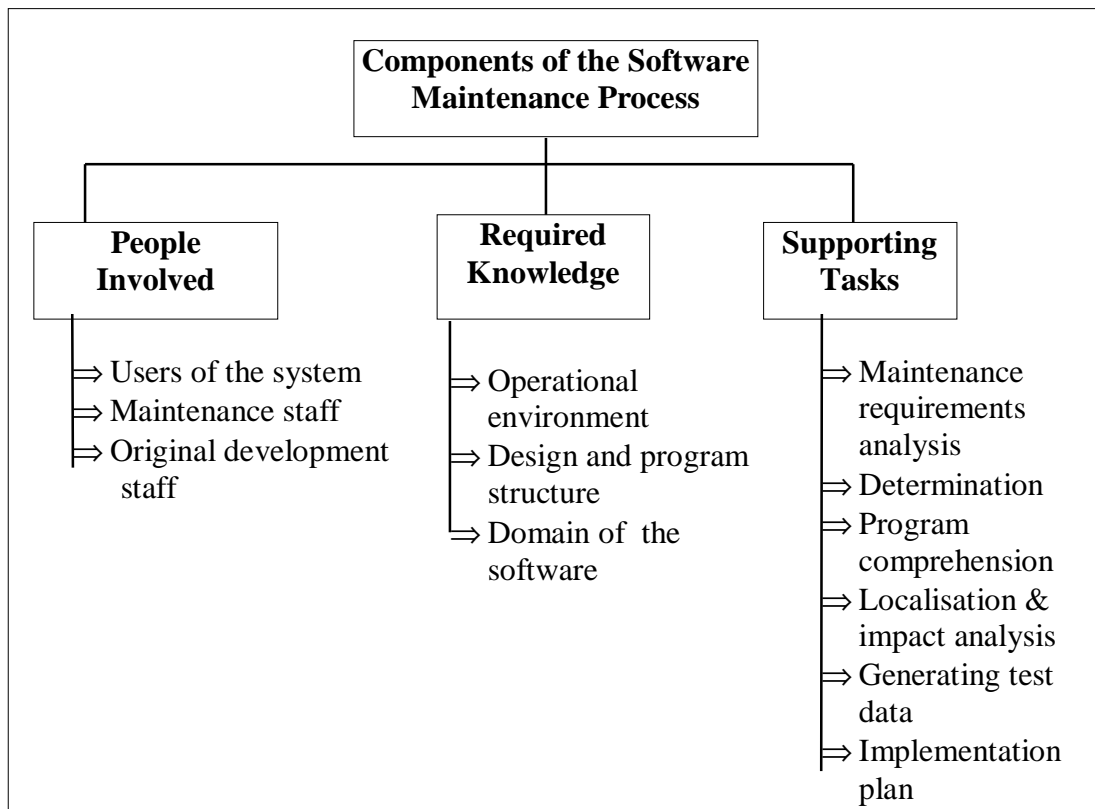 Components of the Software
Maintenance Process
People
Involved
⇒ Users of the system
⇒ Maintenance staff
⇒ Original development
staff
Required
Knowledge
⇒ Operational
environment
⇒ Design and program
structure
⇒ Domain of the
software
Supporting
Tasks
⇒ Maintenance
requirements
analysis
⇒ Determination
⇒ Program
comprehension
⇒ Localisation &
impact analysis
⇒ Generating test
data
⇒ Implementation
plan